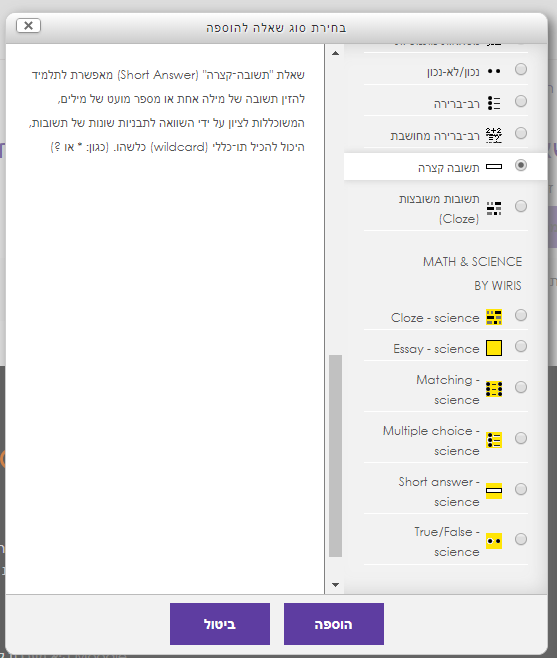 בחירת סוג שאלה להוספה
נכון/לא-נכון
רב-ברירה
רב-ברירה מחושבת
תשובה קצרה
תשובות משובצות
(Cloze)
MATH & SCIENCE
BY WIRIS
Cloze - science
Essay - science
Matching -
science
Multiple choice -
science
Short answer -
science
True/False -
science
שאלת "תשובה-קצרה" (Short Answer) מאפשרת לתלמיד
להזין תשובה של מילה אחת או מספר מועט של מילים,
המשוכללות לציון על ידי השוואה לתבניות שונות של תשובות,
היכול להכיל תו-כללי (wildcard) כלשהו. (כגון: * או ?)
הוספה
ביטול